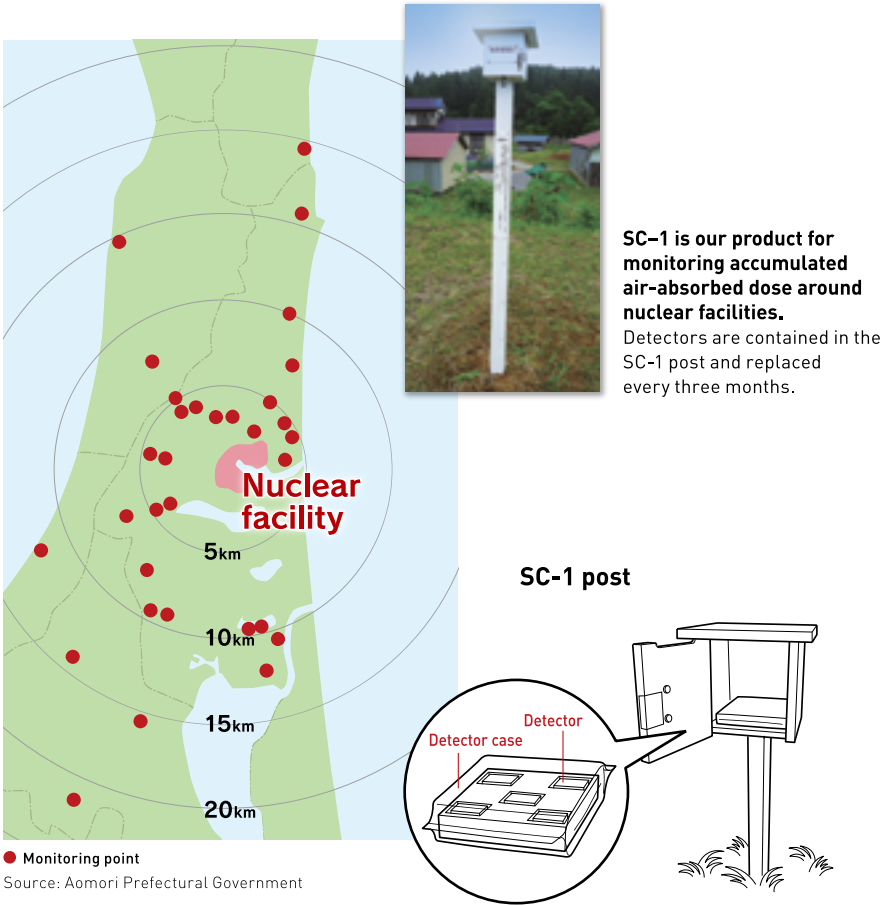 SC–1 is our product for
monitoring accumulated
air-absorbed dose around
nuclear facilities.
Detectors are contained in the
SC-1 post and replaced
every three months.
Nuclear
facility
5km
10km
15km
20km
Monitoring point
Source: Aomori Prefectural Government
SC-1 post
Detector
Detector case